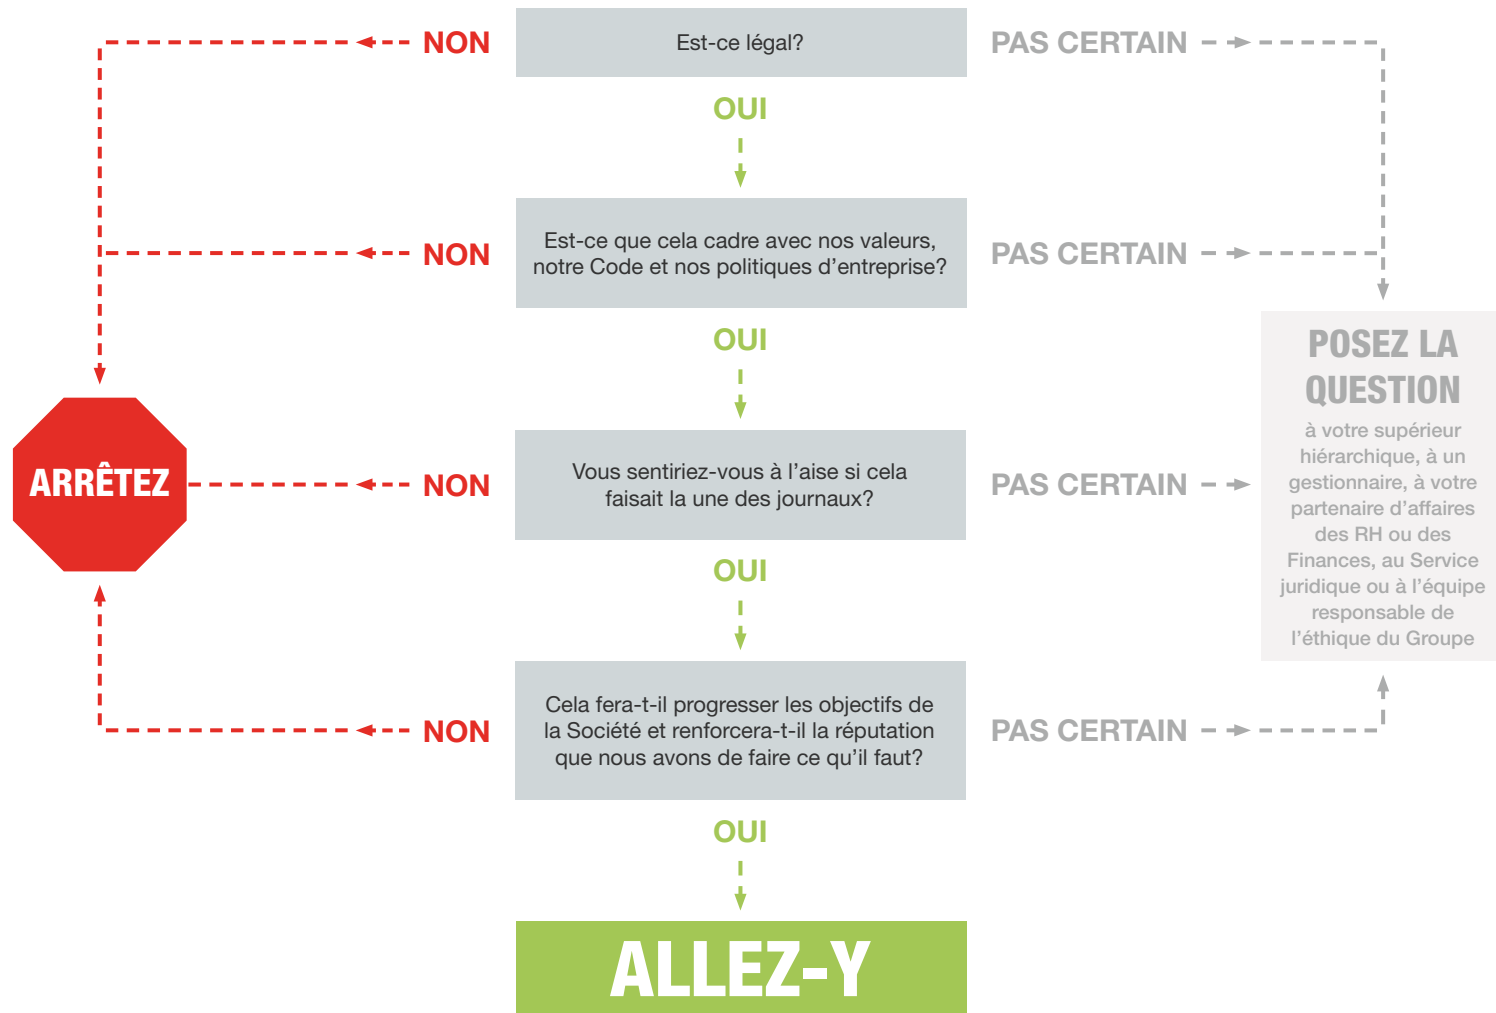 NON
Est-ce légal?
PAS CERTAIN
OUI
NON
Est-ce que cela cadre avec nos valeurs,
notre Code et nos politiques d'entreprise?
PAS CERTAIN
OUI
ARRÊTEZ
NON
Vous sentiriez-vous à l'aise si cela
faisait la une des journaux?
PAS CERTAIN
POSEZ LA
QUESTION
à votre supérieur
hiérarchique, à un
gestionnaire, à votre
partenaire d'affaires
des RH ou des
Finances, au Service
juridique ou à l'équipe
responsable de
l'éthique du Groupe
OUI
NON
Cela fera-t-il progresser les objectifs de
la Société et renforcera-t-il la réputation
que nous avons de faire ce qu'il faut?
PAS CERTAIN
OUI
ALLEZ-Y